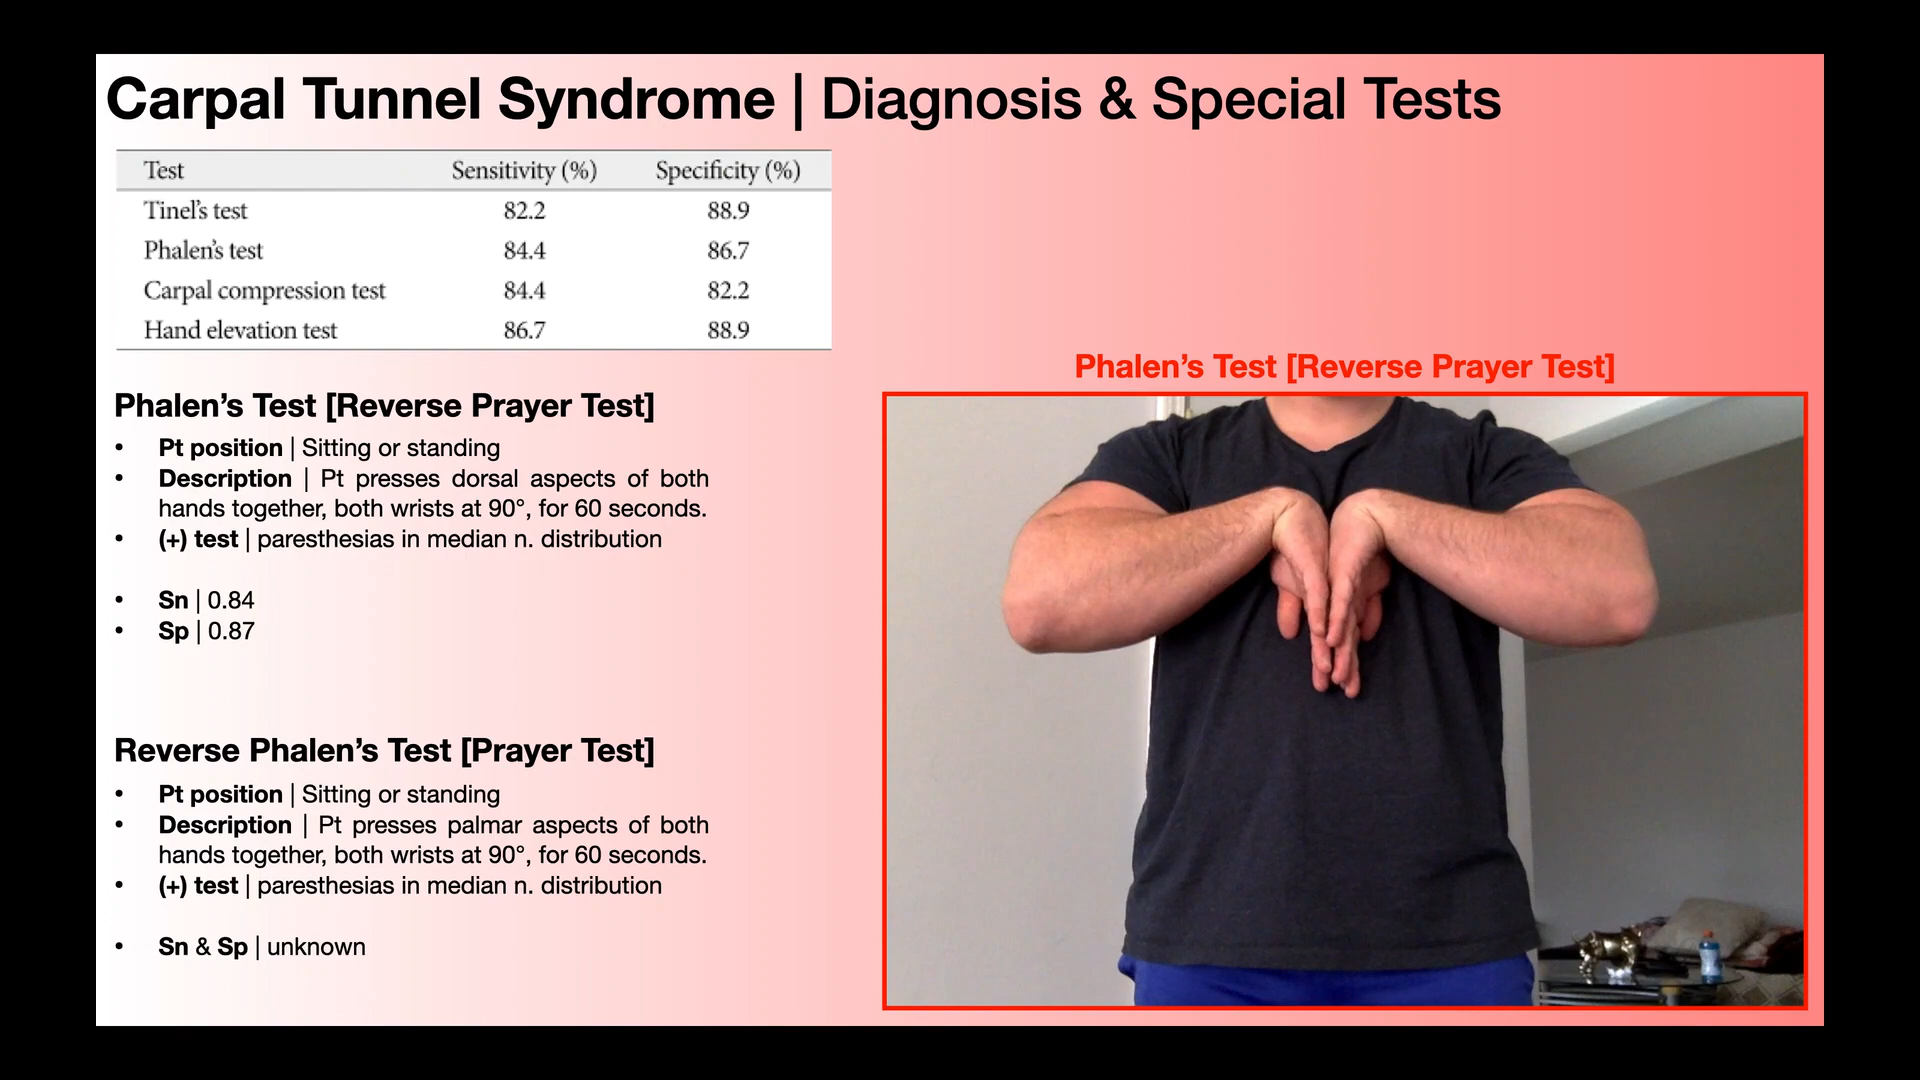 Carpal Tunnel Syndrome | Diagnosis & Special Tests
Test Sensitivity (%) Specificity (%)
Tinel's test 82.2 88.9
Phalen's test 84.4 86.7
Carpal compression test 84.4 82.2
Hand elevation test 86.7 88.9
Phalen's Test [Reverse Prayer Test]
Phalen's Test [Reverse Prayer Test]
• Pt position | Sitting or standing
• Description | Pt presses dorsal aspects of both
hands together, both wrists at 90°, for 60 seconds.
• (+) test | paresthesias in median n. distribution
• Sn | 0.84
• Sp | 0.87
Reverse Phalen's Test [Prayer Test]
• Pt position | Sitting or standing
• Description | Pt presses palmar aspects of both
hands together, both wrists at 90°, for 60 seconds.
• (+) test | paresthesias in median n. distribution
• Sn & Sp | unknown